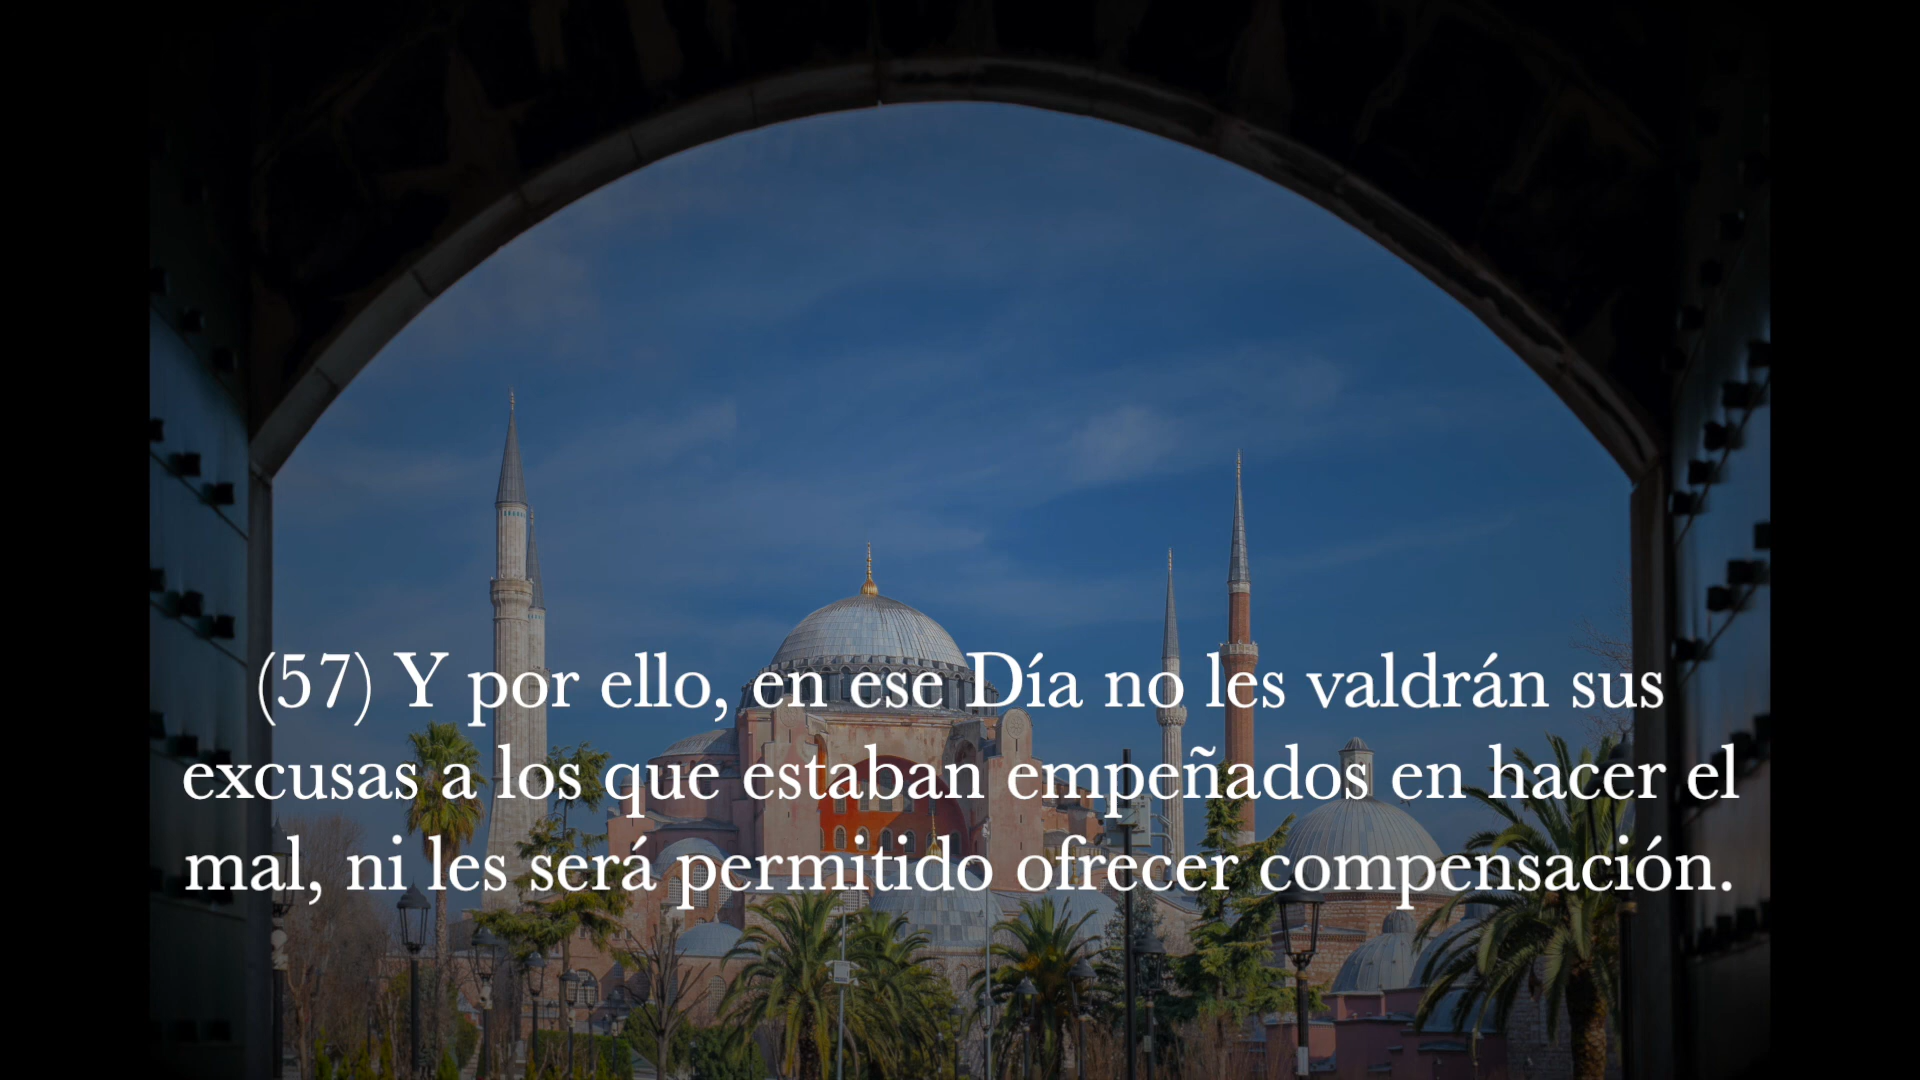 (57) Y por ello, en ese Día no les valdrán sus
excusas a los que estaban empeñados en hacer el
mal, ni les será permitido ofrecer compensación.